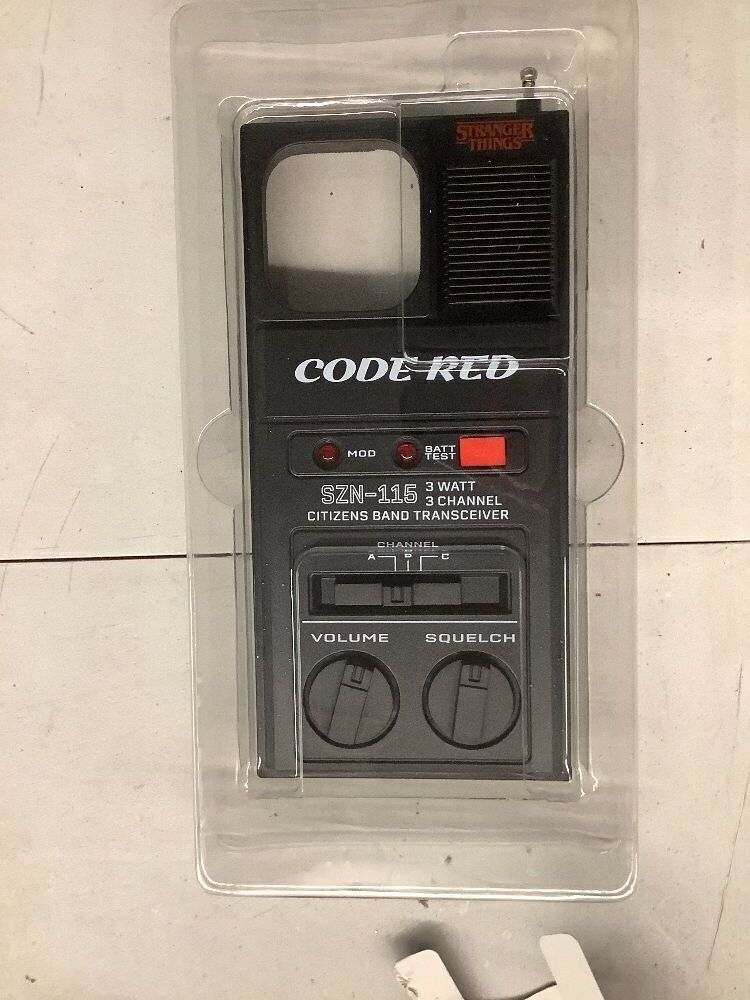 STRANGER
THINGS
CODE RED
MOD
BATT
TEST
SZN-115
3 WATT
3 CHANNEL
CITIZENS BAND TRANSCEIVER
CHANNEL
A B C
VOLUME SQUELCH